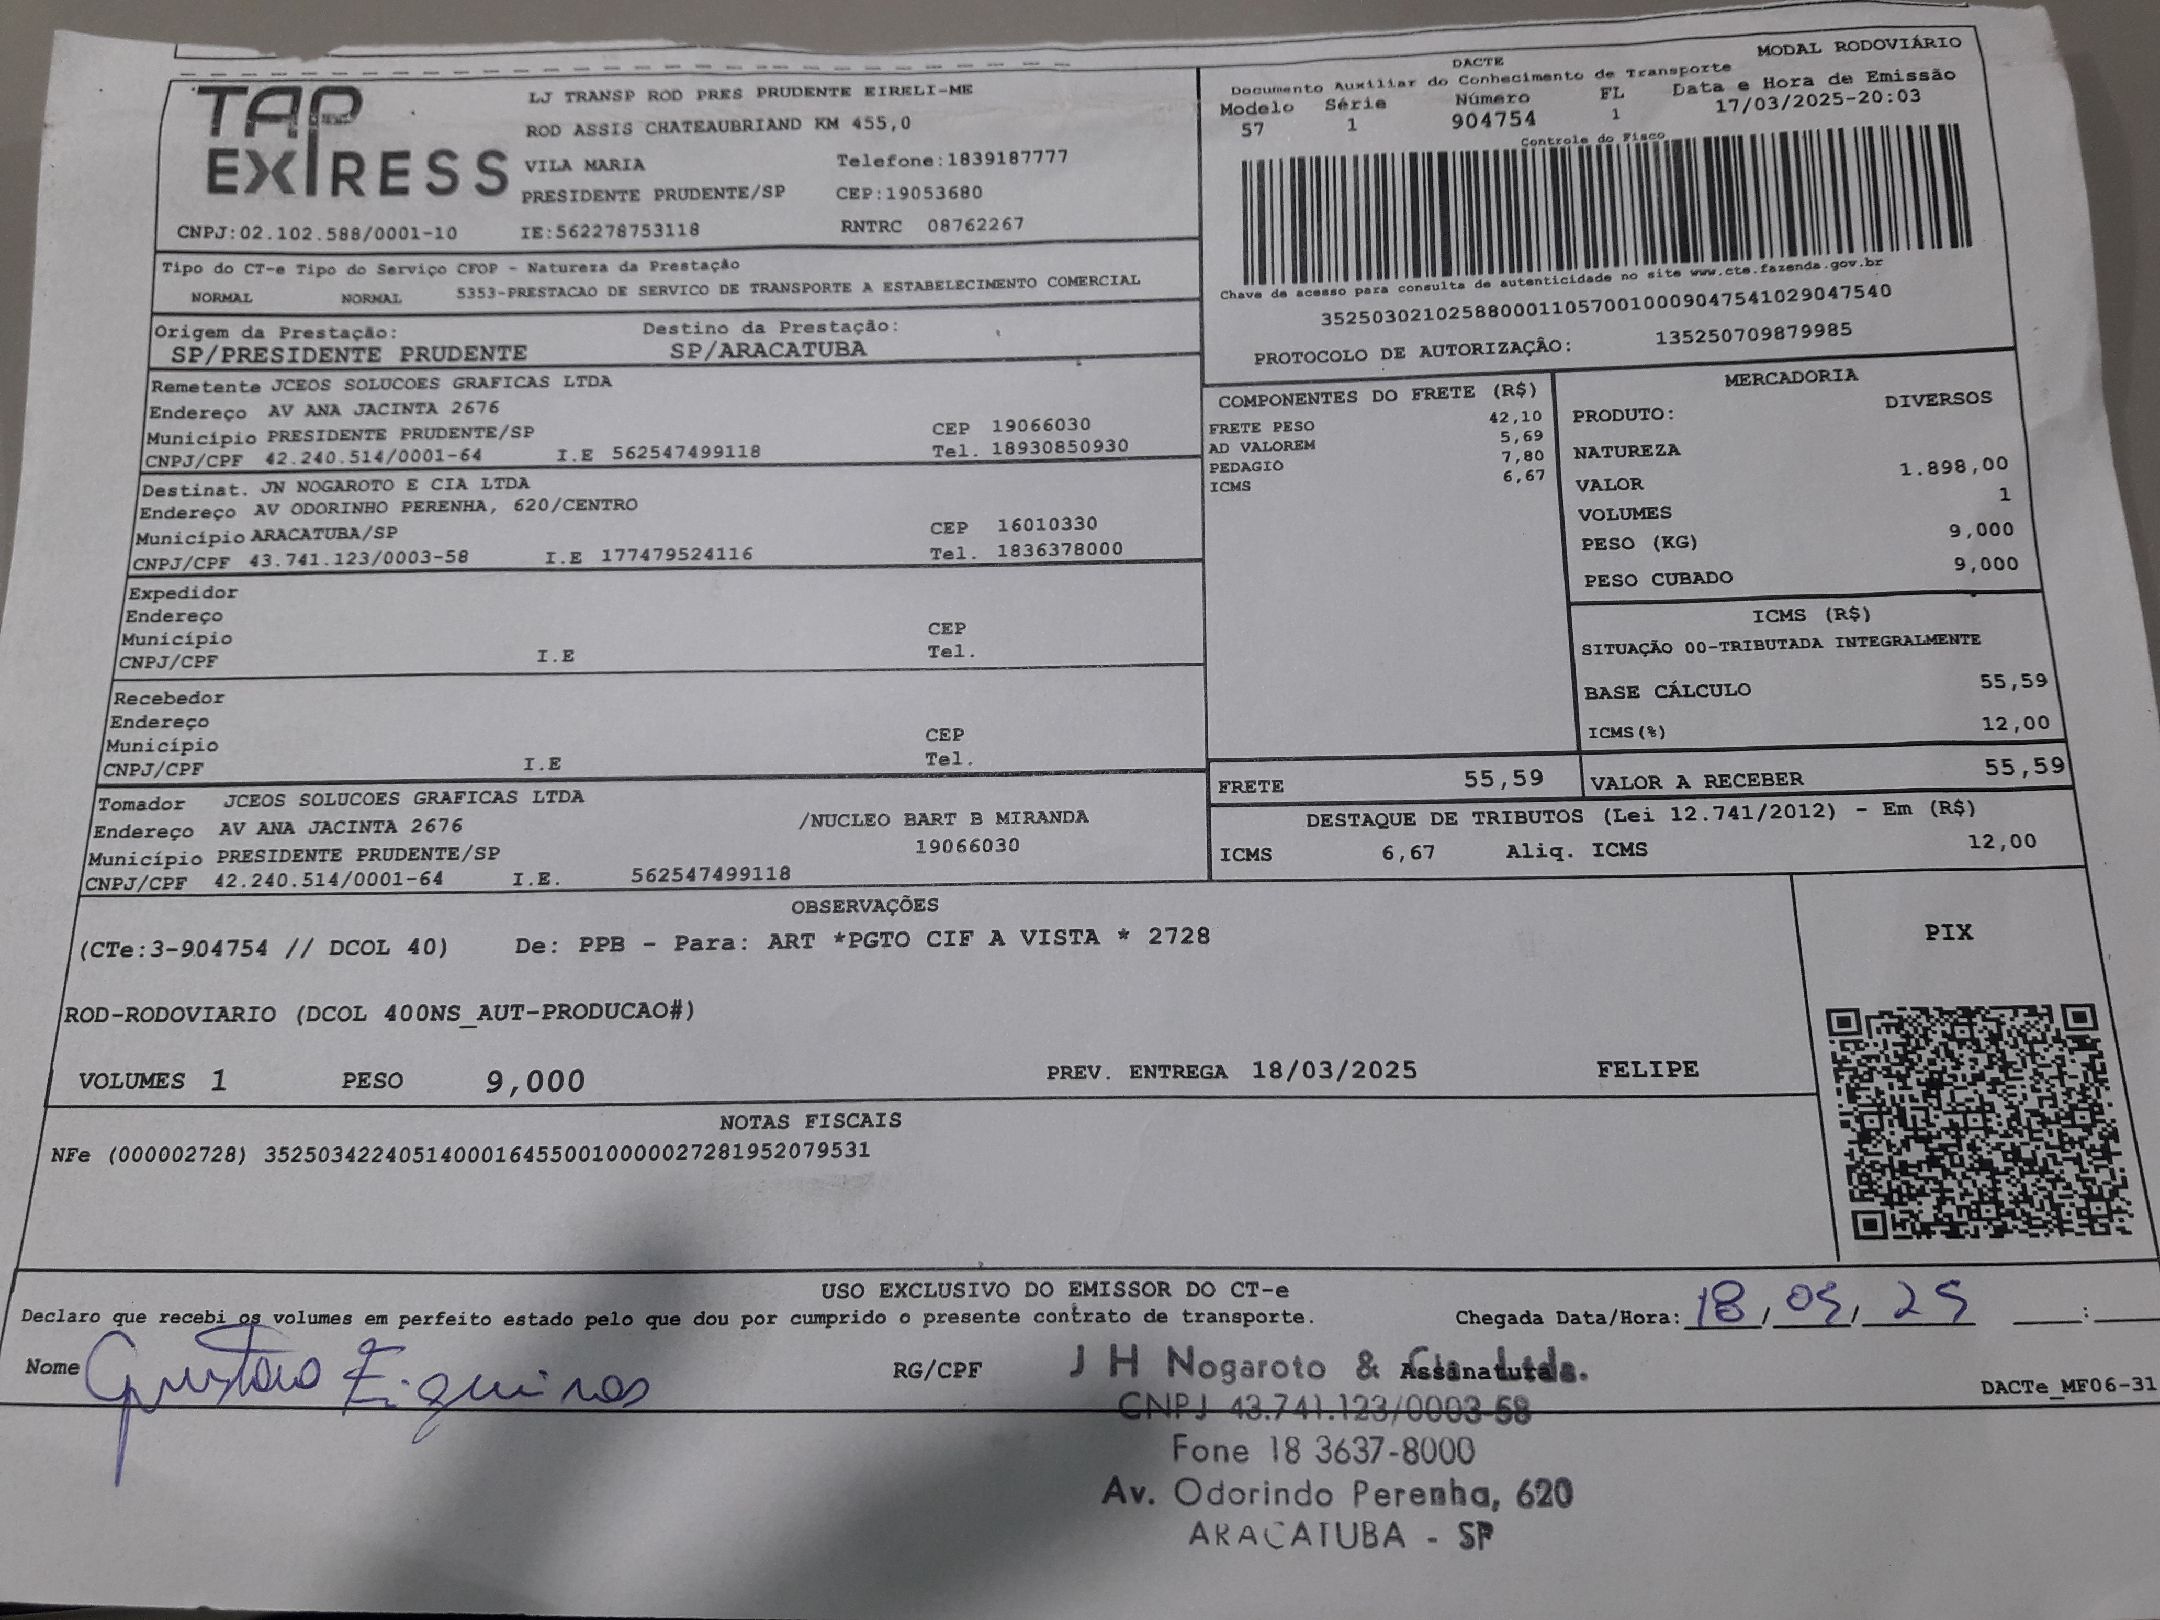 TAP EXPRESS
LJ TRANSP ROD PRES PRUDENTE EIRELI-ME
ROD ASSIS CHATEAUBRIAND KM 455,0
VILA MARIA Telefone:1839187777
PRESIDENTE PRUDENTE/SP CEP:19053680
CNPJ:02.102.588/0001-10 IE:562278753118 RNTRC 08762267
DACTE MODAL RODOVIÁRIO
Documento Auxiliar do Conhecimento de Transporte
Modelo Série Número FL Data e Hora de Emissão
57 1 904754 1 17/03/2025-20:03
Controle do Fisco
Chave de acesso para consulta de autenticidade no site www.cte.fazenda.gov.br
35250302102588000110570010009047541029047540
PROTOCOLO DE AUTORIZAÇÃO: 135250709879985
Tipo do CT-e Tipo do Serviço CFOP - Natureza da Prestação
NORMAL NORMAL 5353-PRESTACAO DE SERVICO DE TRANSPORTE A ESTABELECIMENTO COMERCIAL
Origem da Prestação: Destino da Prestação:
SP/PRESIDENTE PRUDENTE SP/ARACATUBA
Remetente JCEOS SOLUCOES GRAFICAS LTDA
Endereço AV ANA JACINTA 2676
Município PRESIDENTE PRUDENTE/SP CEP 19066030
CNPJ/CPF 42.240.514/0001-64 I.E 562547499118 Tel. 18930850930
Destinat. JN NOGAROTO E CIA LTDA
Endereço AV ODORINHO PERENHA, 620/CENTRO
Município ARACATUBA/SP CEP 16010330
CNPJ/CPF 43.741.123/0003-58 I.E 177479524116 Tel. 1836378000
Expedidor
Endereço
Município CEP
CNPJ/CPF I.E Tel.
Recebedor
Endereço
Município CEP
CNPJ/CPF I.E Tel.
Tomador JCEOS SOLUCOES GRAFICAS LTDA
Endereço AV ANA JACINTA 2676 /NUCLEO BART B MIRANDA
Município PRESIDENTE PRUDENTE/SP 19066030
CNPJ/CPF 42.240.514/0001-64 I.E. 562547499118
COMPONENTES DO FRETE (R$)
FRETE PESO 42,10
AD VALOREM 5,69
PEDAGIO 7,80
ICMS 6,67
MERCADORIA
PRODUTO: DIVERSOS
NATUREZA
VALOR 1.898,00
VOLUMES 1
PESO (KG) 9,000
PESO CUBADO 9,000
ICMS (R$)
SITUAÇÃO 00-TRIBUTADA INTEGRALMENTE
BASE CÁLCULO 55,59
ICMS(%) 12,00
FRETE 55,59 VALOR A RECEBER 55,59
DESTAQUE DE TRIBUTOS (Lei 12.741/2012) - Em (R$)
ICMS 6,67 Aliq. ICMS 12,00
OBSERVAÇÕES
(CTe:3-904754 // DCOL 40) De: PPB - Para: ART *PGTO CIF A VISTA * 2728
ROD-RODOVIARIO (DCOL 400NS_AUT-PRODUCAO#)
VOLUMES 1 PESO 9,000 PREV. ENTREGA 18/03/2025 FELIPE
PIX
NOTAS FISCAIS
NFe (000002728) 35250342240514000164550010000027281952079531
USO EXCLUSIVO DO EMISSOR DO CT-e
Declaro que recebi os volumes em perfeito estado pelo que dou por cumprido o presente contrato de transporte. Chegada Data/Hora: 18/03/25 :
Nome Gustavo RG/CPF Assinatura
DACTe_MF06-31
J H Nogaroto & Cia. Ltda.
CNPJ 43.741.123/0003-58
Fone 18 3637-8000
Av. Odorindo Perenha, 620
ARAÇATUBA - SP